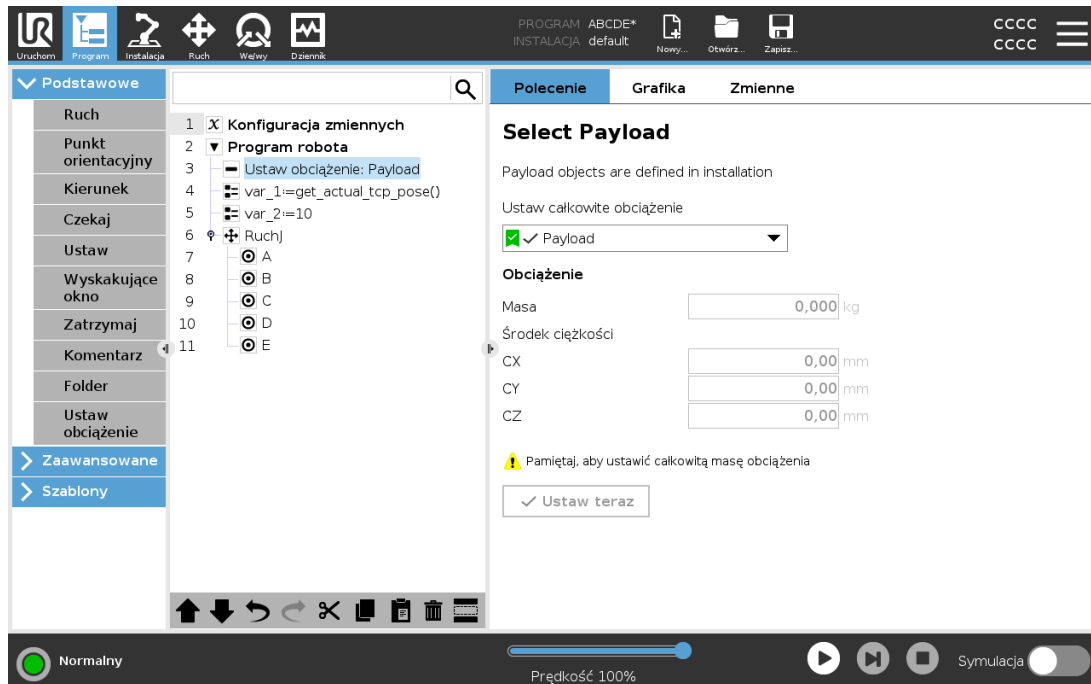 PROGRAM ABCDE*
INSTALACJA default
CCCC
CCCC
Uruchom
Program
Instalacja
Ruch
We/wy
Dziennik
Nowy...
Otwórz...
Zapisz...
Podstawowe
Ruch
Punkt
orientacyjny
Kierunek
Czekaj
Ustaw
Wyskakujące
okno
Zatrzymaj
Komentarz
Folder
Ustaw
obciążenie
Zaawansowane
Szablony
1 X Konfiguracja zmiennych
2 Program robota
3 Ustaw obciążenie: Payload
4 var_1:=get_actual_tcp_pose()
5 var_2:=10
6 RuchJ
7 A
8 B
9 C
10 D
11 E
Polecenie Grafika Zmienne
Select Payload
Payload objects are defined in installation
Ustaw całkowite obciążenie
Payload
Obciążenie
Masa 0,000 kg
Środek ciężkości
CX 0,00 mm
CY 0,00 mm
CZ 0,00 mm
Pamiętaj, aby ustawić całkowitą masę obciążenia
Ustaw teraz
Normalny
Prędkość 100%
Symulacja